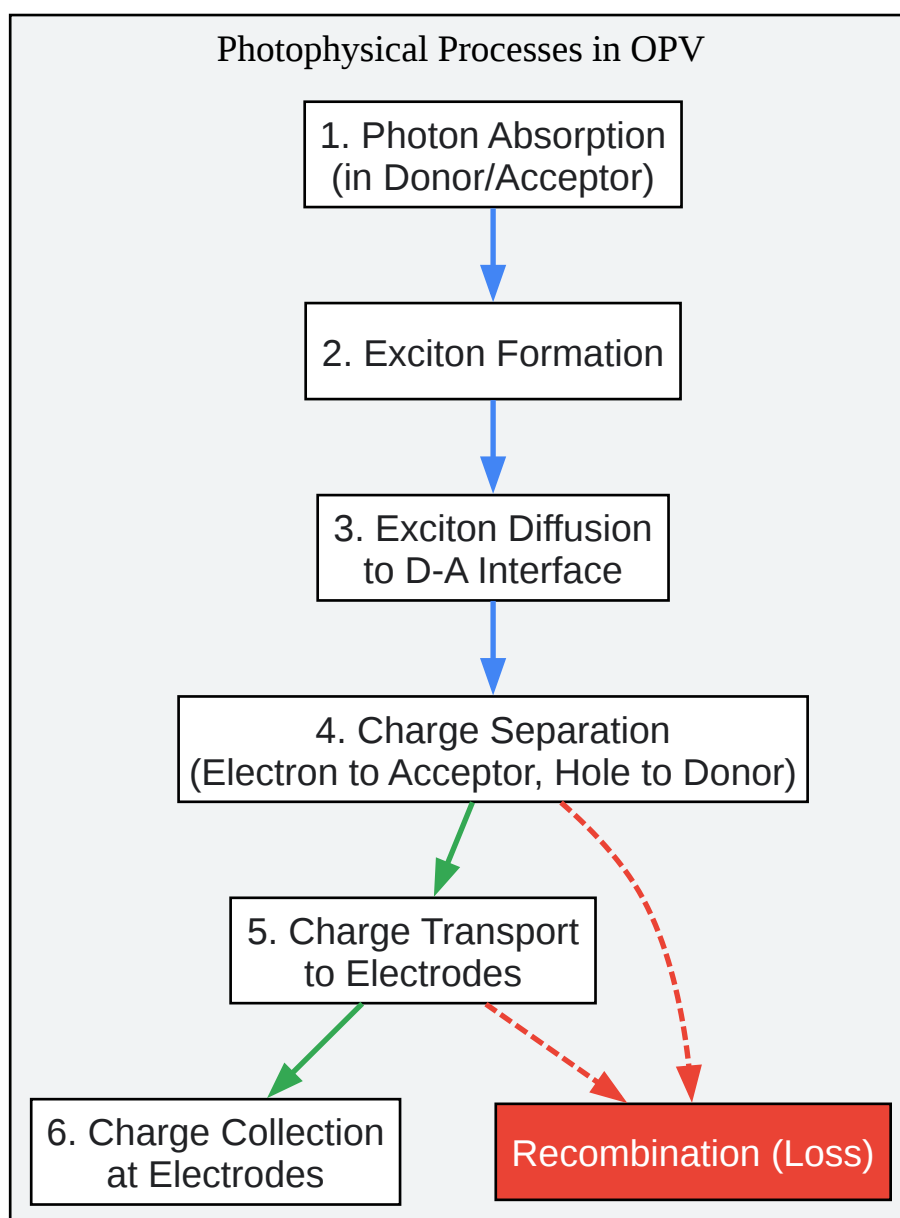 Photophysical Processes in OPV
1. Photon Absorption
(in Donor/Acceptor)
2. Exciton Formation
3. Exciton Diffusion
to D-A Interface
4. Charge Separation
(Electron to Acceptor, Hole to Donor)
5. Charge Transport
to Electrodes
6. Charge Collection
at Electrodes
Recombination (Loss)